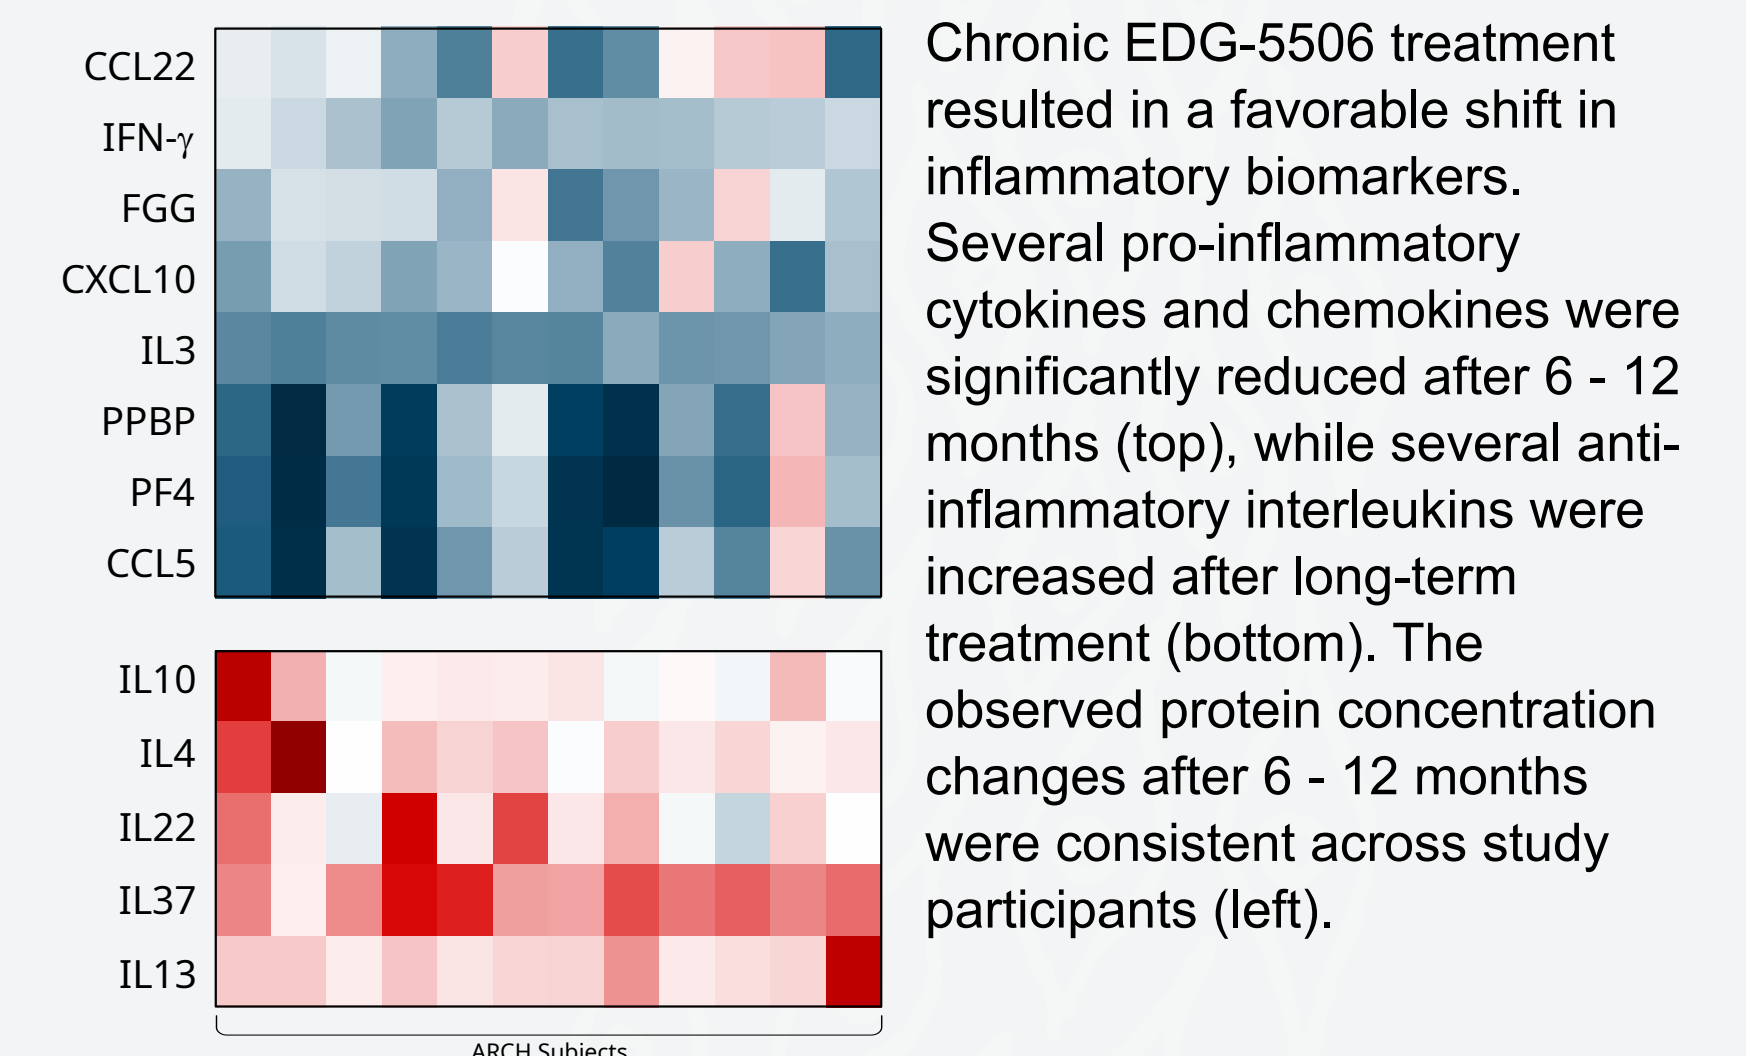 CCL22
IFN-γ
FGG
CXCL10
IL3
PPBP
PF4
CCL5
IL10
IL4
IL22
IL37
IL13
ARCH Subjects
Chronic EDG-5506 treatment
resulted in a favorable shift in
inflammatory biomarkers.
Several pro-inflammatory
cytokines and chemokines were
significantly reduced after 6 - 12
months (top), while several anti-
inflammatory interleukins were
increased after long-term
treatment (bottom). The
observed protein concentration
changes after 6 - 12 months
were consistent across study
participants (left).